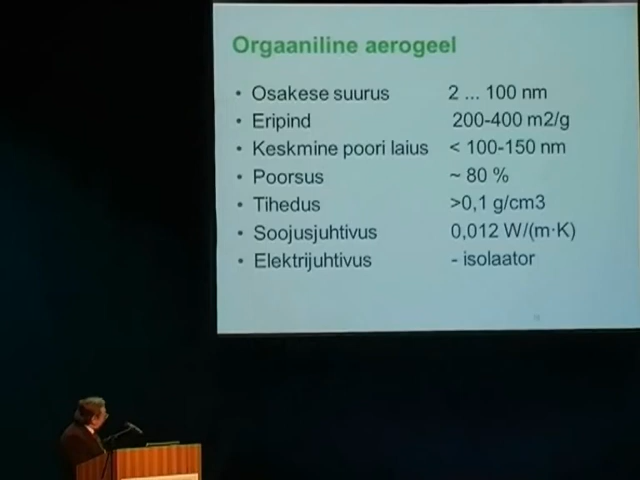 Orgaaniline aerogeel
• Osakese suurus 2 ... 100 nm
• Eripind 200-400 m2/g
• Keskmine poori laius < 100-150 nm
• Poorsus ~ 80 %
• Tihedus >0,1 g/cm3
• Soojusjuhtivus 0,012 W/(m·K)
• Elektrijuhtivus - isolaator